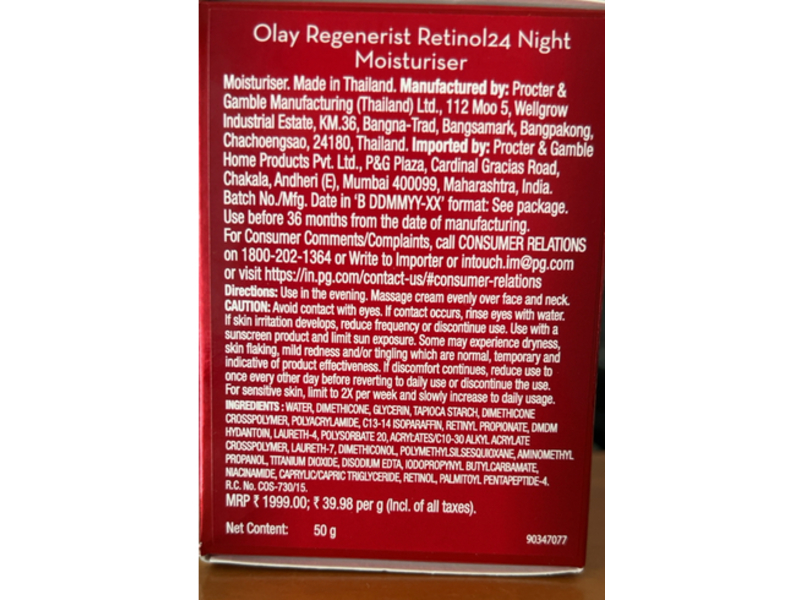 Olay Regenerist Retinol24 Night
Moisturiser
Moisturiser. Made in Thailand. Manufactured by: Procter &
Gamble Manufacturing (Thailand) Ltd., 112 Moo 5, Wellgrow
Industrial Estate, KM.36, Bangna-Trad, Bangsamark, Bangpakong,
Chachoengsao, 24180, Thailand. Imported by: Procter & Gamble
Home Products Pvt. Ltd., P&G Plaza, Cardinal Gracias Road,
Chakala, Andheri (E), Mumbai 400099, Maharashtra, India.
Batch No./Mfg. Date in 'B DDMMYY-XX' format: See package.
Use before 36 months from the date of manufacturing.
For Consumer Comments/Complaints, call CONSUMER RELATIONS
on 1800-202-1364 or Write to Importer or intouch.im@pg.com
or visit https://in.pg.com/contact-us/#consumer-relations
Directions: Use in the evening. Massage cream evenly over face and neck.
CAUTION: Avoid contact with eyes. If contact occurs, rinse eyes with water.
If skin irritation develops, reduce frequency or discontinue use. Use with a
sunscreen product and limit sun exposure. Some may experience dryness,
skin flaking, mild redness and/or tingling which are normal, temporary and
indicative of product effectiveness. If discomfort continues, reduce use to
once every other day before reverting to daily use or discontinue the use.
For sensitive skin, limit to 2X per week and slowly increase to daily usage.
INGREDIENTS : WATER, DIMETHICONE, GLYCERIN, TAPIOCA STARCH, DIMETHICONE
CROSSPOLYMER, POLYACRYLAMIDE, C13-14 ISOPARAFFIN, RETINYL PROPIONATE, DMDM
HYDANTOIN, LAURETH-4, POLYSORBATE 20, ACRYLATES/C10-30 ALKYL ACRYLATE
CROSSPOLYMER, LAURETH-7, DIMETHICONOL, POLYMETHYLSILSESQUIOXANE, AMINOMETHYL
PROPANOL, TITANIUM DIOXIDE, DISODIUM EDTA, IODOPROPYNYL BUTYLCARBAMATE,
NIACINAMIDE, CAPRYLIC/CAPRIC TRIGLYCERIDE, RETINOL, PALMITOYL PENTAPEPTIDE-4.
R.C. No. COS-730/15.
MRP ₹ 1999.00; ₹ 39.98 per g (Incl. of all taxes).
Net Content: 50 g
90347077